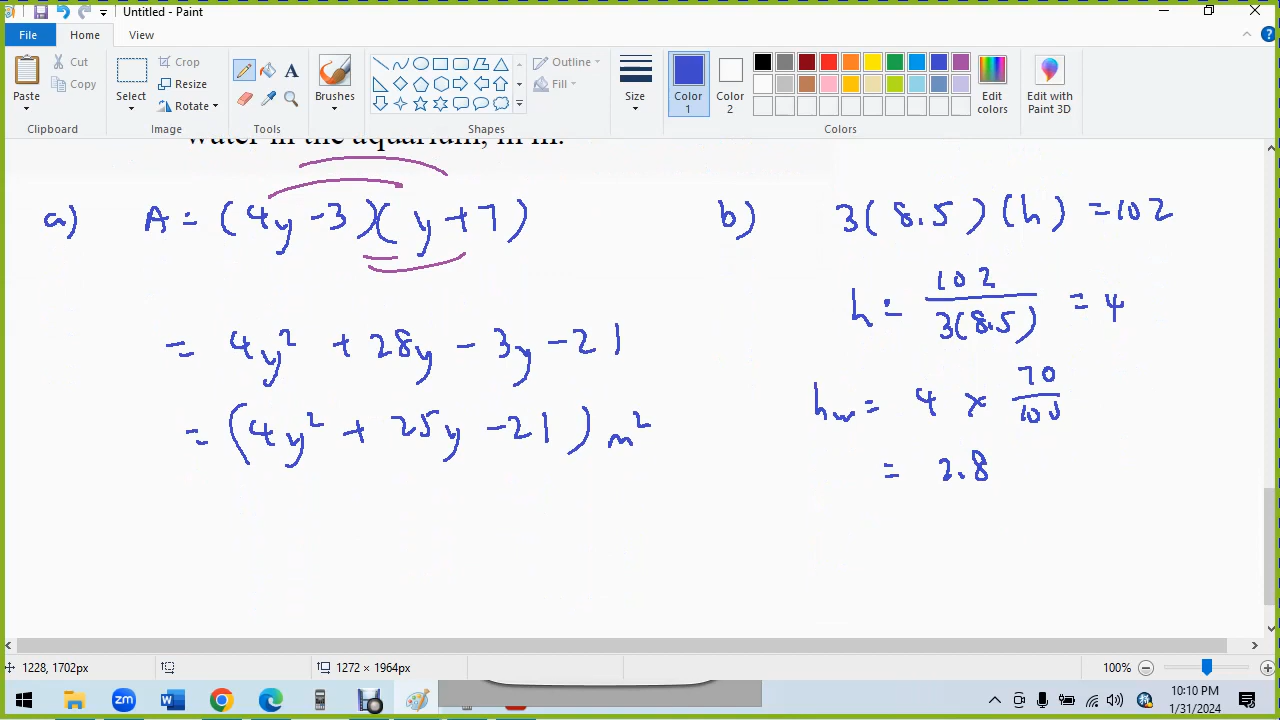 Untitled - Paint
File Home View
Paste
Cut
Copy
Clipboard
Select
Crop
Resize
Rotate
Image
Tools
Brushes
Shapes
Outline
Fill
Size
Color 1
Color 2
Edit colors
Edit with Paint 3D
Colors
water in the aquarium, in m.
a) A = (4y - 3)(y + 7)
= 4y² + 28y - 3y - 21
= (4y² + 25y - 21) m²
b) 3(8.5)(h) = 102
h = 102/3(8.5) = 4
hw = 4 × 70/100
= 2.8
1228, 1702px
1272 × 1964px
100%
zm
W
10:10 PM
1/31/2024